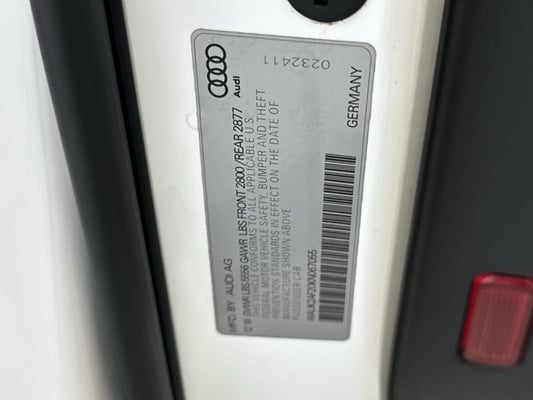 Audi
0232411
MFD. BY AUDI AG
GERMANY
12/18 GVWR LBS 5556 GAWR LBS FRONT 2800 / REAR 2877
THIS VEHICLE CONFORMS TO ALL APPLICABLE U.S.
FEDERAL MOTOR VEHICLE SAFETY, BUMPER AND THEFT
PREVENTION STANDARDS IN EFFECT ON THE DATE OF
MANUFACTURE SHOWN ABOVE
PASSENGER CAR